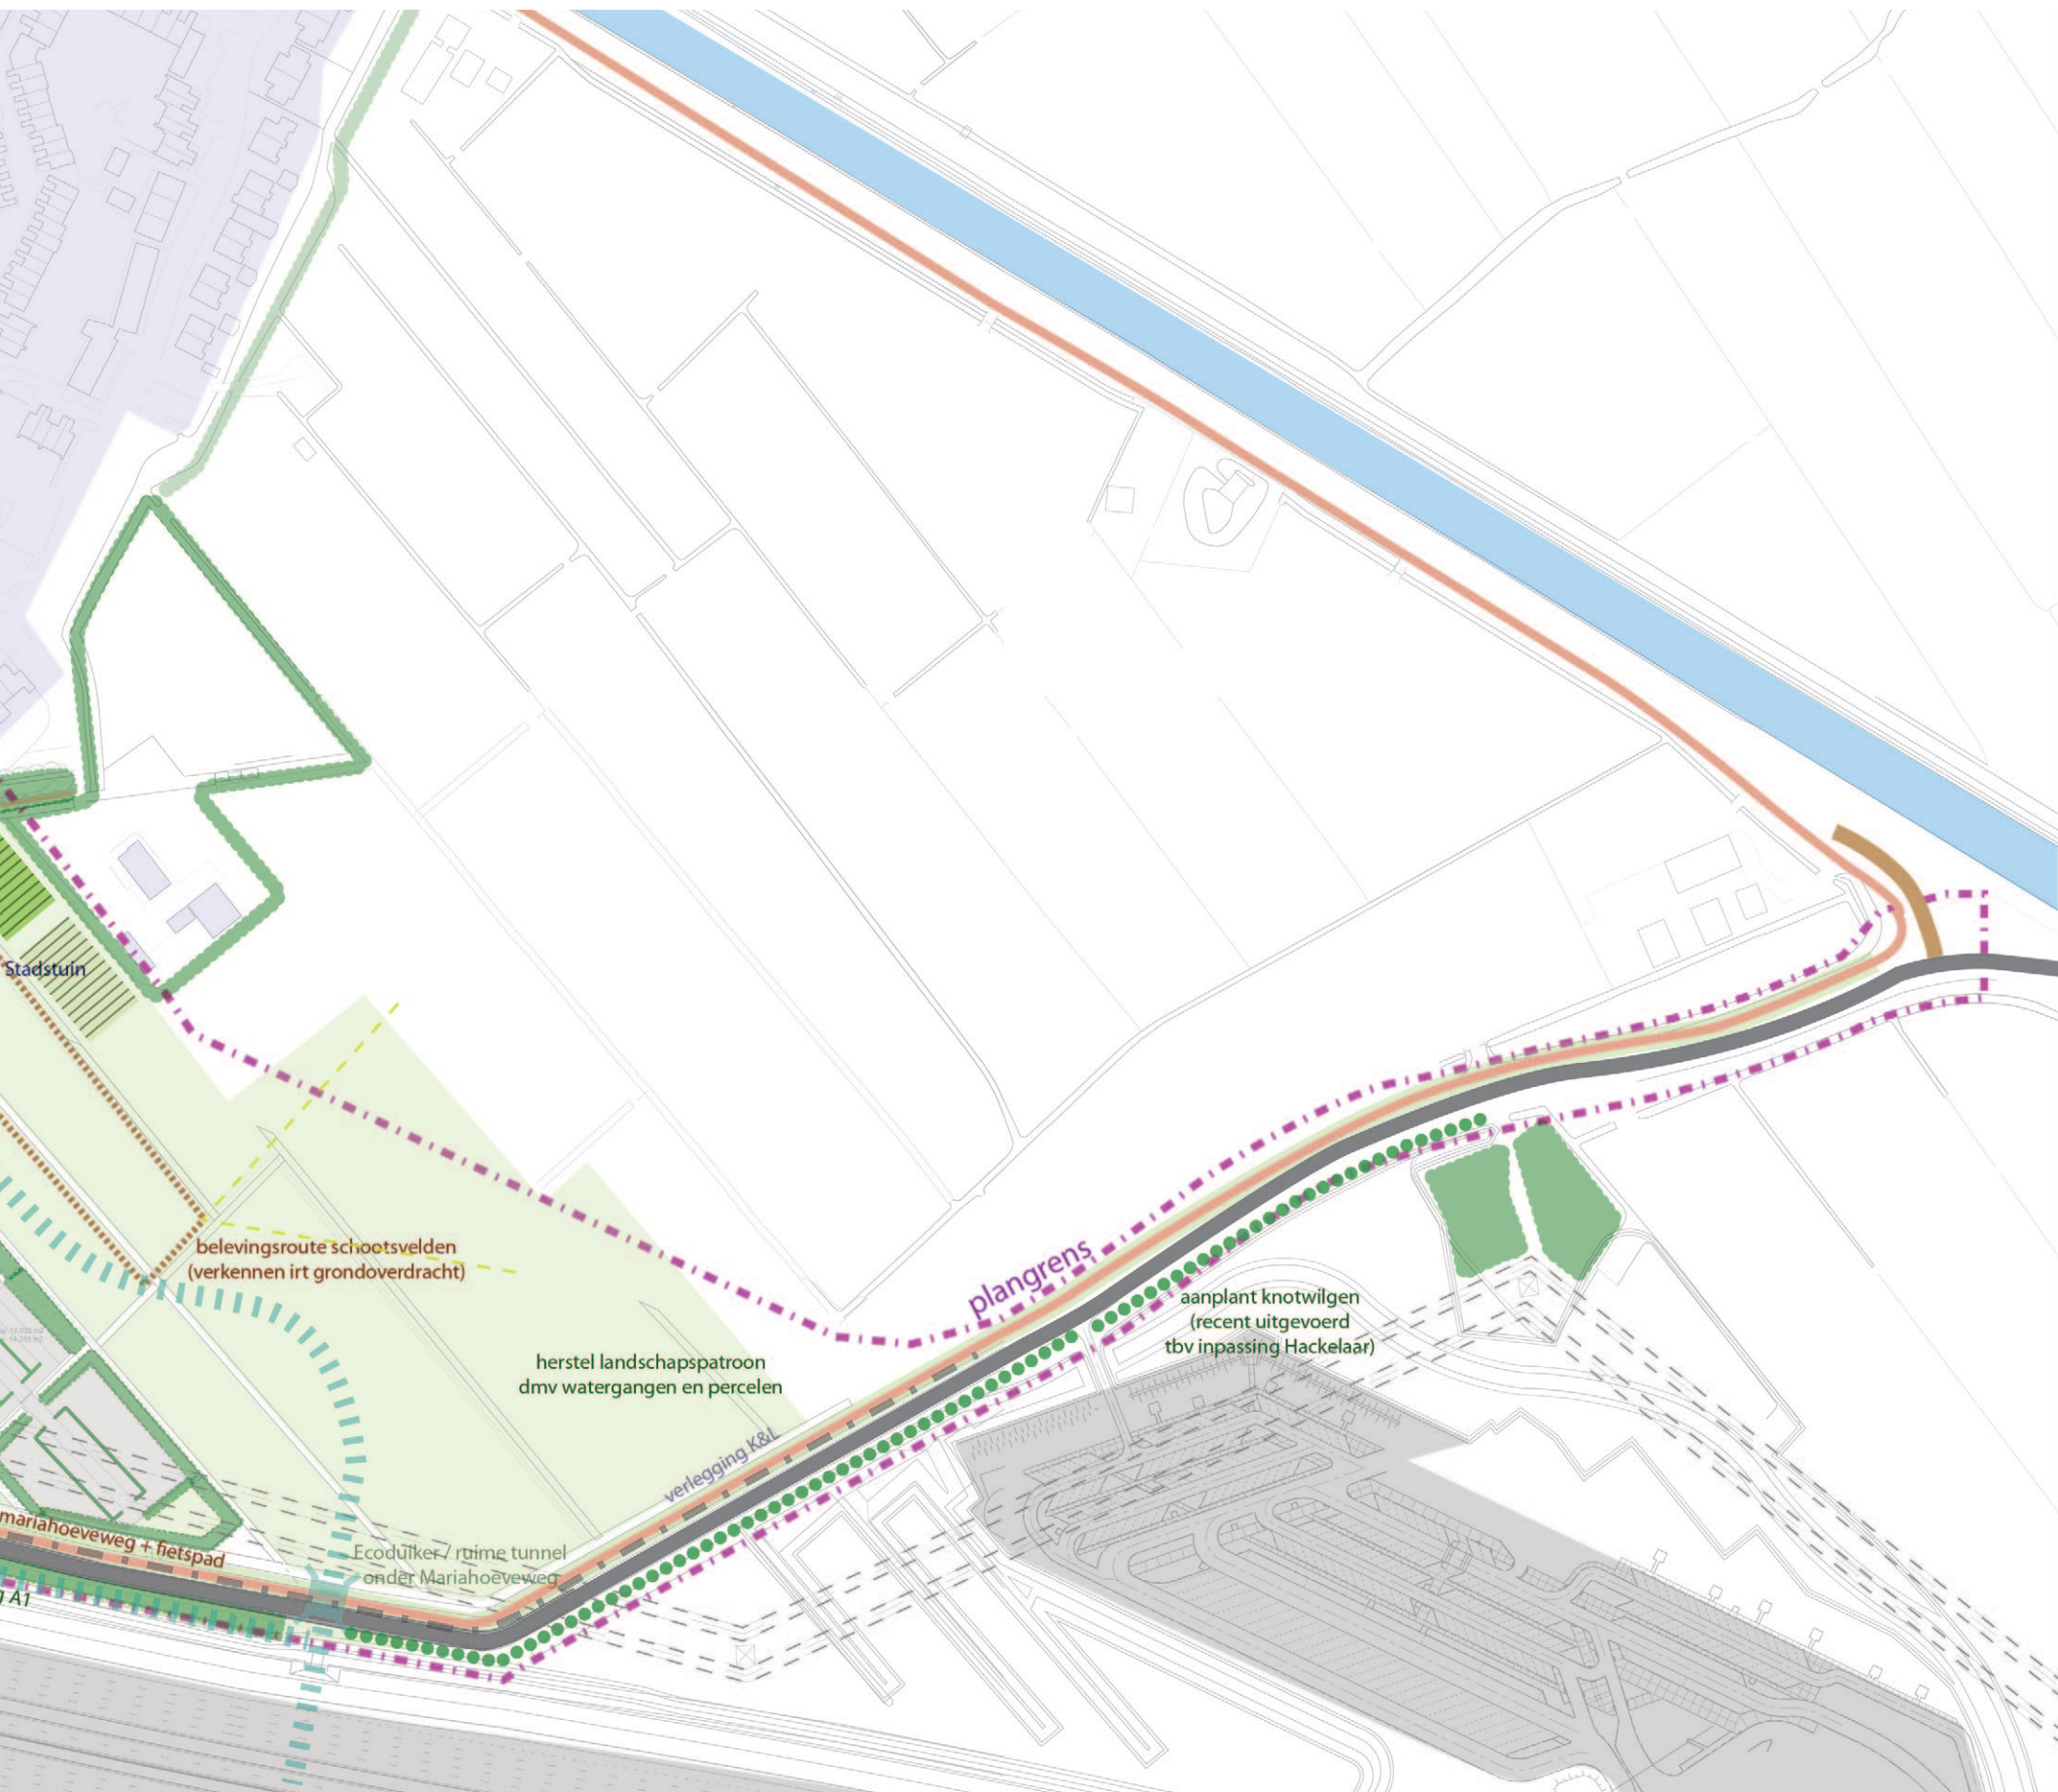 Stadstuin
belevingsroute schootsvelden
(verkennen irt grondoverdracht)
plangrens
aanplant knotwilgen
(recent uitgevoerd
tbv inpassing Hackelaar)
herstel landschapspatroon
dmv watergangen en percelen
verlegging K&L
mariahoeveweg + fietspad
Ecoduiker / ruime tunnel
onder Mariahoeveweg
A1